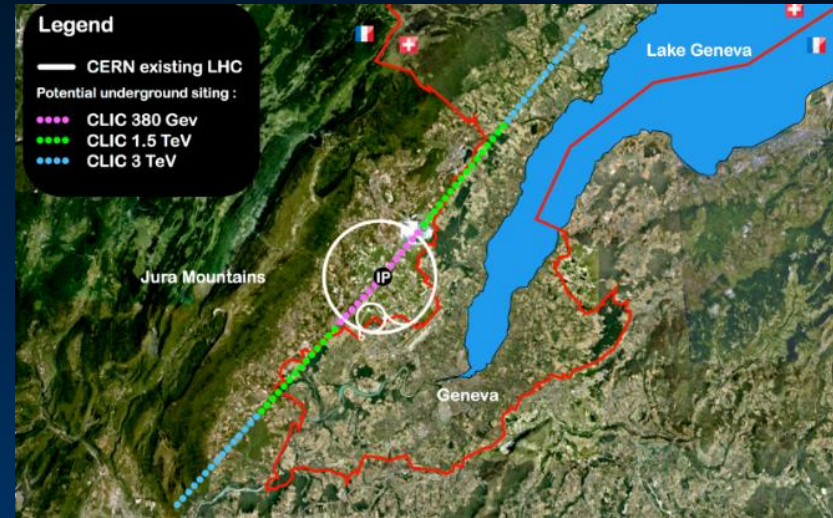 Legend
CERN existing LHC
Potential underground siting :
CLIC 380 Gev
CLIC 1.5 TeV
CLIC 3 TeV
Lake Geneva
Jura Mountains
IP
Geneva